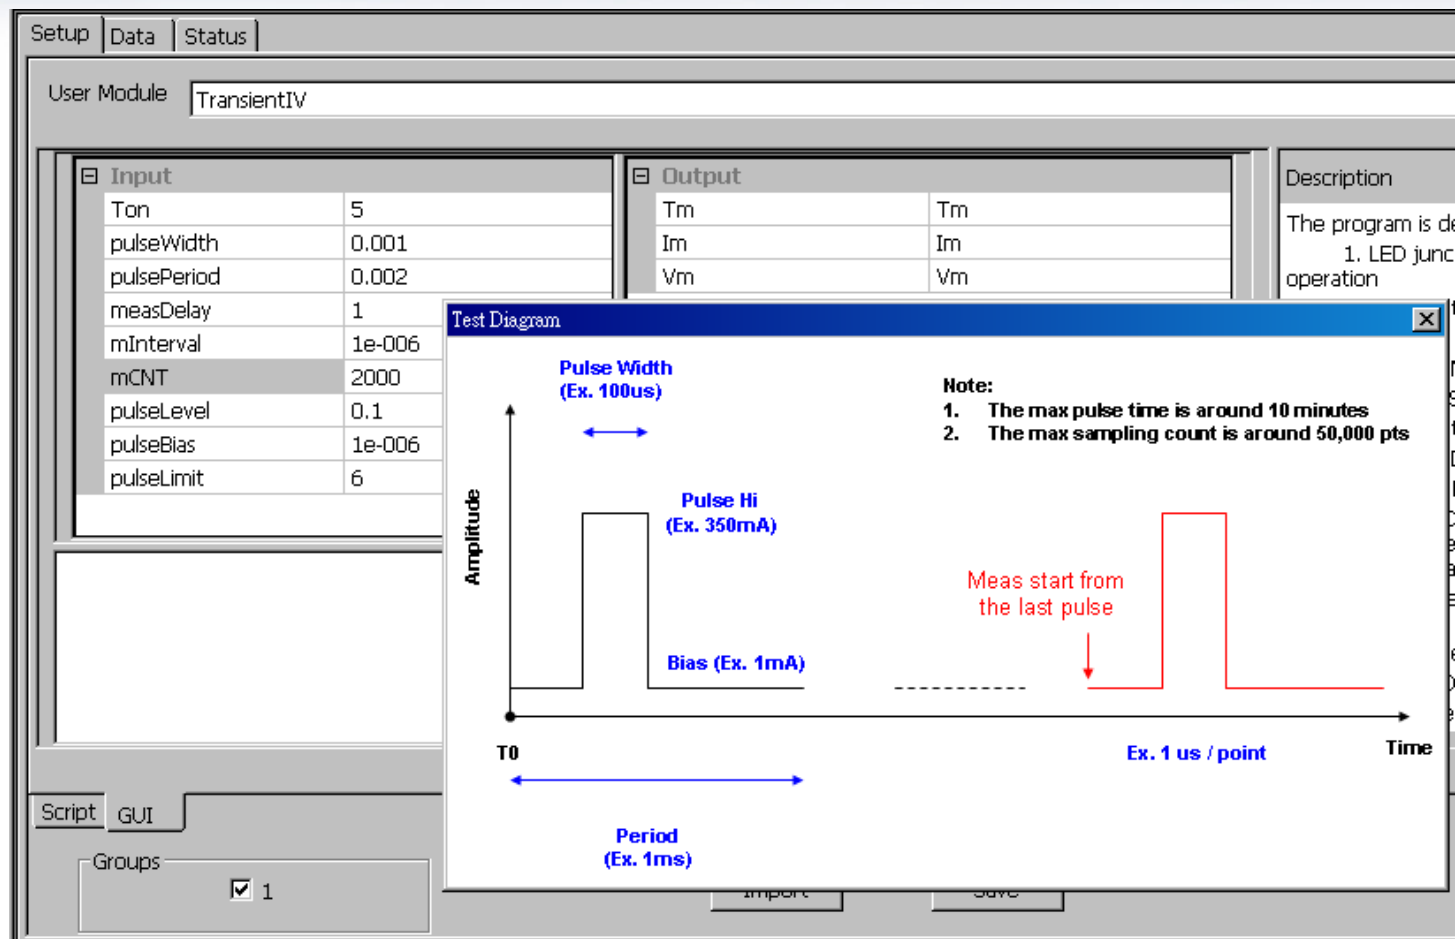 Setup Data Status
User Module TransientIV
Input
Ton 5
pulseWidth 0.001
pulsePeriod 0.002
measDelay 1
mInterval 1e-006
mCNT 2000
pulseLevel 0.1
pulseBias 1e-006
pulseLimit 6
Output
Tm Tm
Im Im
Vm Vm
Description
The program is
1. LED
operation
Test Diagram
Pulse Width
(Ex. 100us)
Note:
1. The max pulse time is around 10 minutes
2. The max sampling count is around 50,000 pts
Amplitude
Pulse Hi
(Ex. 350mA)
Meas start from
the last pulse
Bias (Ex. 1mA)
T0
Ex. 1 us / point
Time
Period
(Ex. 1ms)
Script GUI
Groups
1
Import Save